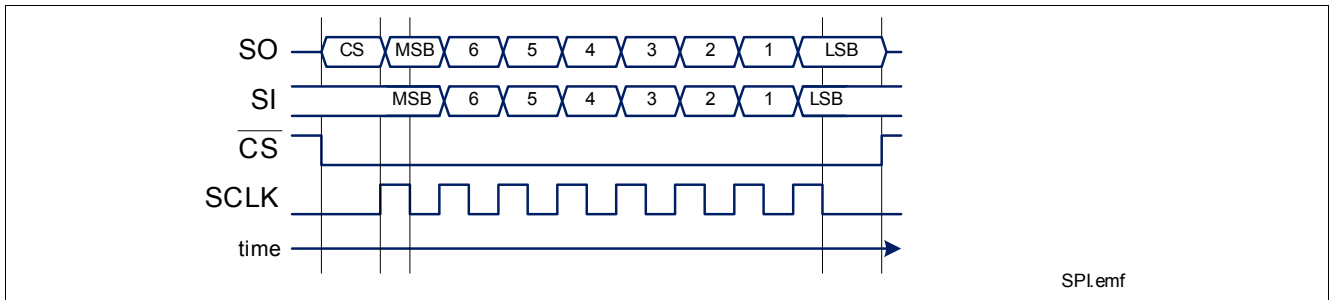 SO CS MSB 6 5 4 3 2 1 LSB
SI MSB 6 5 4 3 2 1 LSB
CS
SCLK
time
SPI.emf